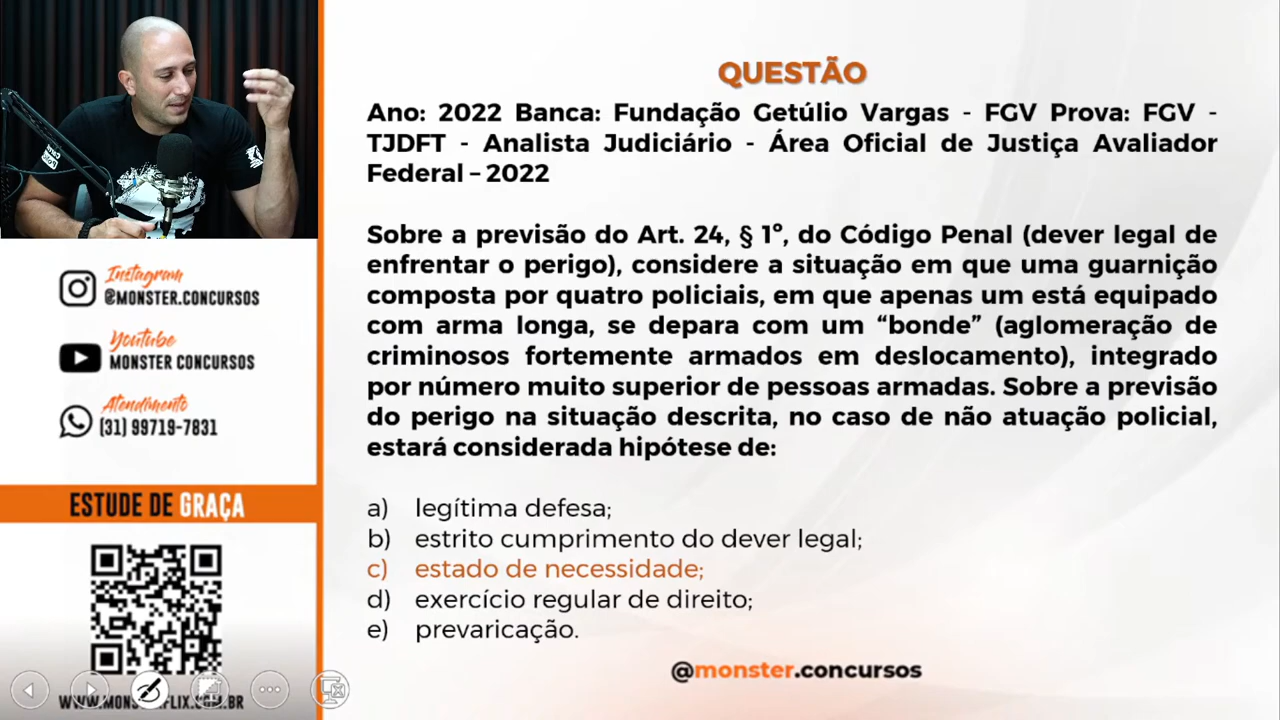 QUESTÃO
Ano: 2022 Banca: Fundação Getúlio Vargas - FGV Prova: FGV -
TJDFT - Analista Judiciário - Área Oficial de Justiça Avaliador
Federal – 2022
Sobre a previsão do Art. 24, § 1º, do Código Penal (dever legal de
enfrentar o perigo), considere a situação em que uma guarnição
composta por quatro policiais, em que apenas um está equipado
com arma longa, se depara com um “bonde” (aglomeração de
criminosos fortemente armados em deslocamento), integrado
por número muito superior de pessoas armadas. Sobre a previsão
do perigo na situação descrita, no caso de não atuação policial,
estará considerada hipótese de:
a) legítima defesa;
b) estrito cumprimento do dever legal;
c) estado de necessidade;
d) exercício regular de direito;
e) prevaricação.
@monster.concursos
Instagram
@MONSTER.CONCURSOS
Youtube
MONSTER CONCURSOS
Atendimento
(31) 99719-7831
ESTUDE DE GRAÇA